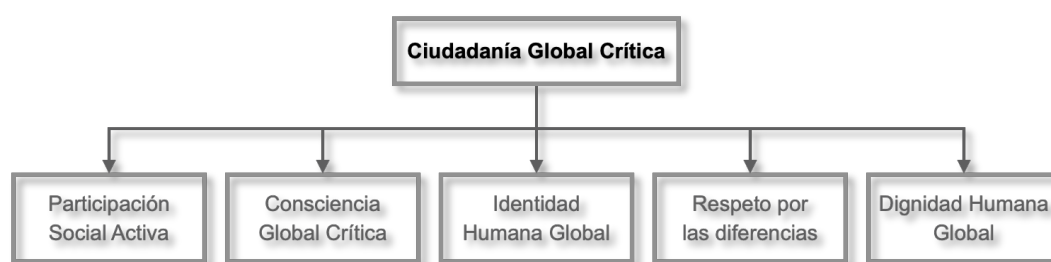 Ciudadanía Global Crítica
Participación
Social Activa
Consciencia
Global Crítica
Identidad
Humana Global
Respeto por
las diferencias
Dignidad Humana
Global